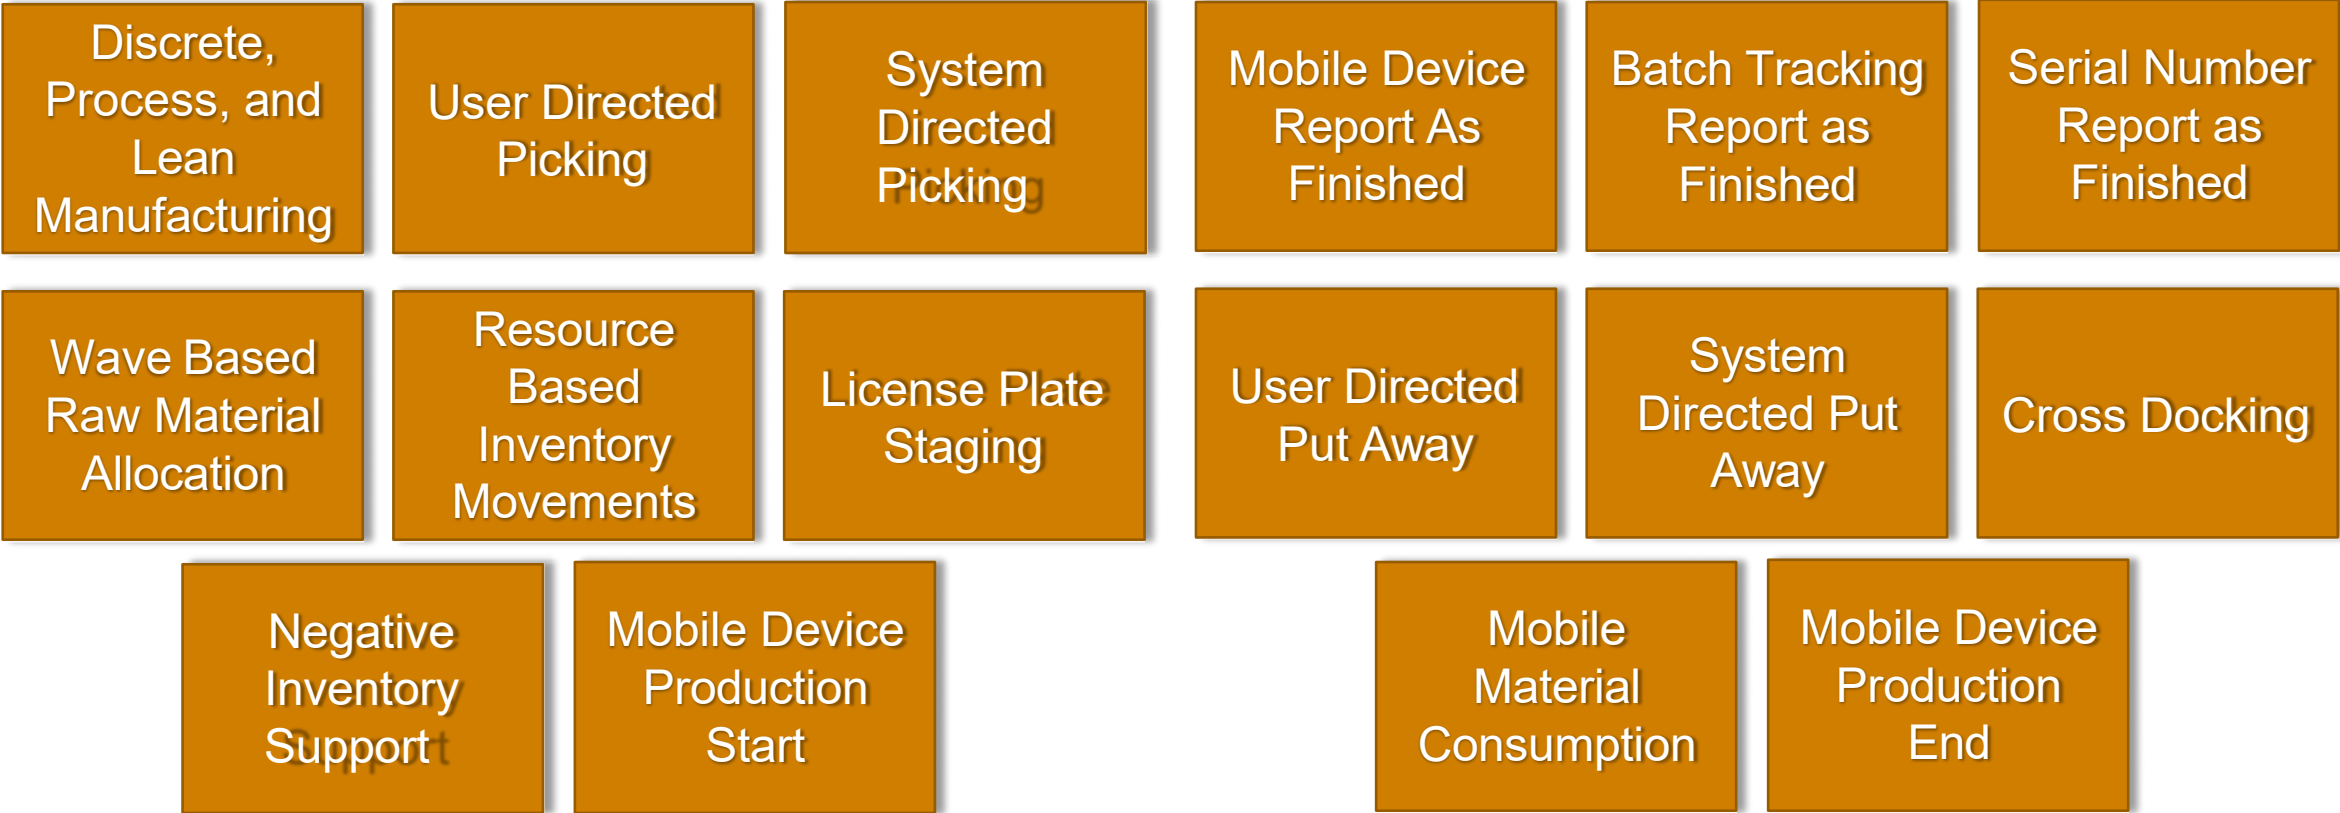 Discrete,
Process, and
Lean
Manufacturing
User Directed
Picking
System
Directed
Picking
Mobile Device
Report As
Finished
Batch Tracking
Report as
Finished
Serial Number
Report as
Finished
Wave Based
Raw Material
Allocation
Resource
Based
Inventory
Movements
License Plate
Staging
User Directed
Put Away
System
Directed Put
Away
Cross Docking
Negative
Inventory
Support
Mobile Device
Production
Start
Mobile
Material
Consumption
Mobile Device
Production
End